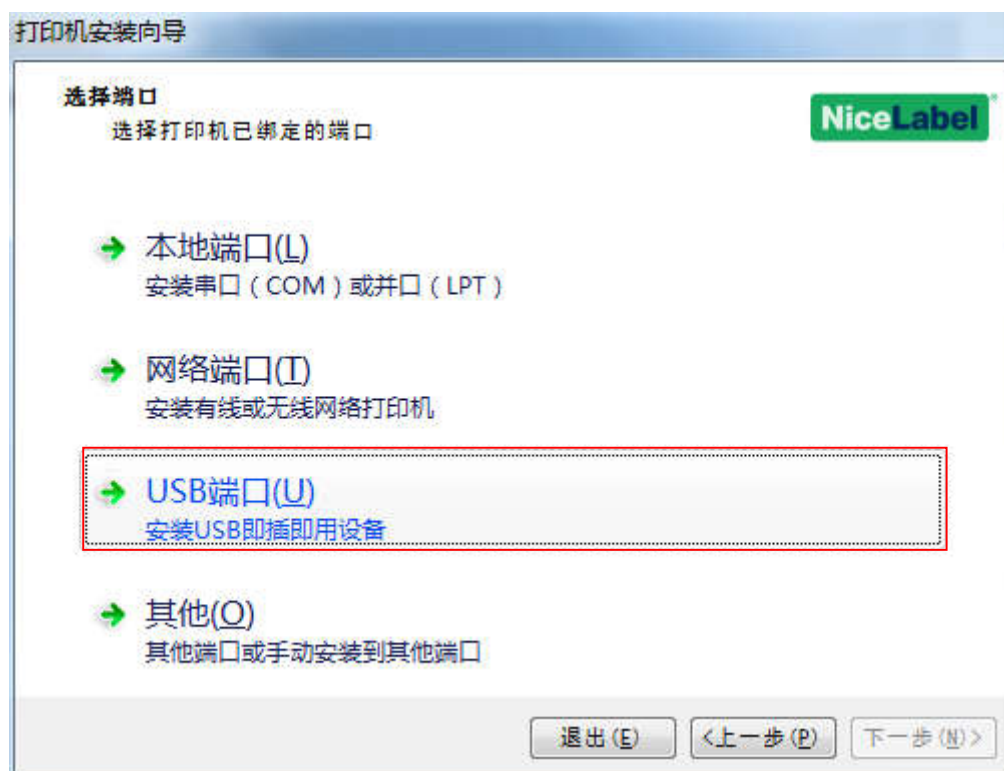 打印机安装向导
选择端口
选择打印机已绑定的端口
NiceLabel
本地端口(L)
安装串口（COM）或并口（LPT）
网络端口(T)
安装有线或无线网络打印机
USB端口(U)
安装USB即插即用设备
其他(O)
其他端口或手动安装到其他端口
退出(E) <上一步(P) 下一步(N)>